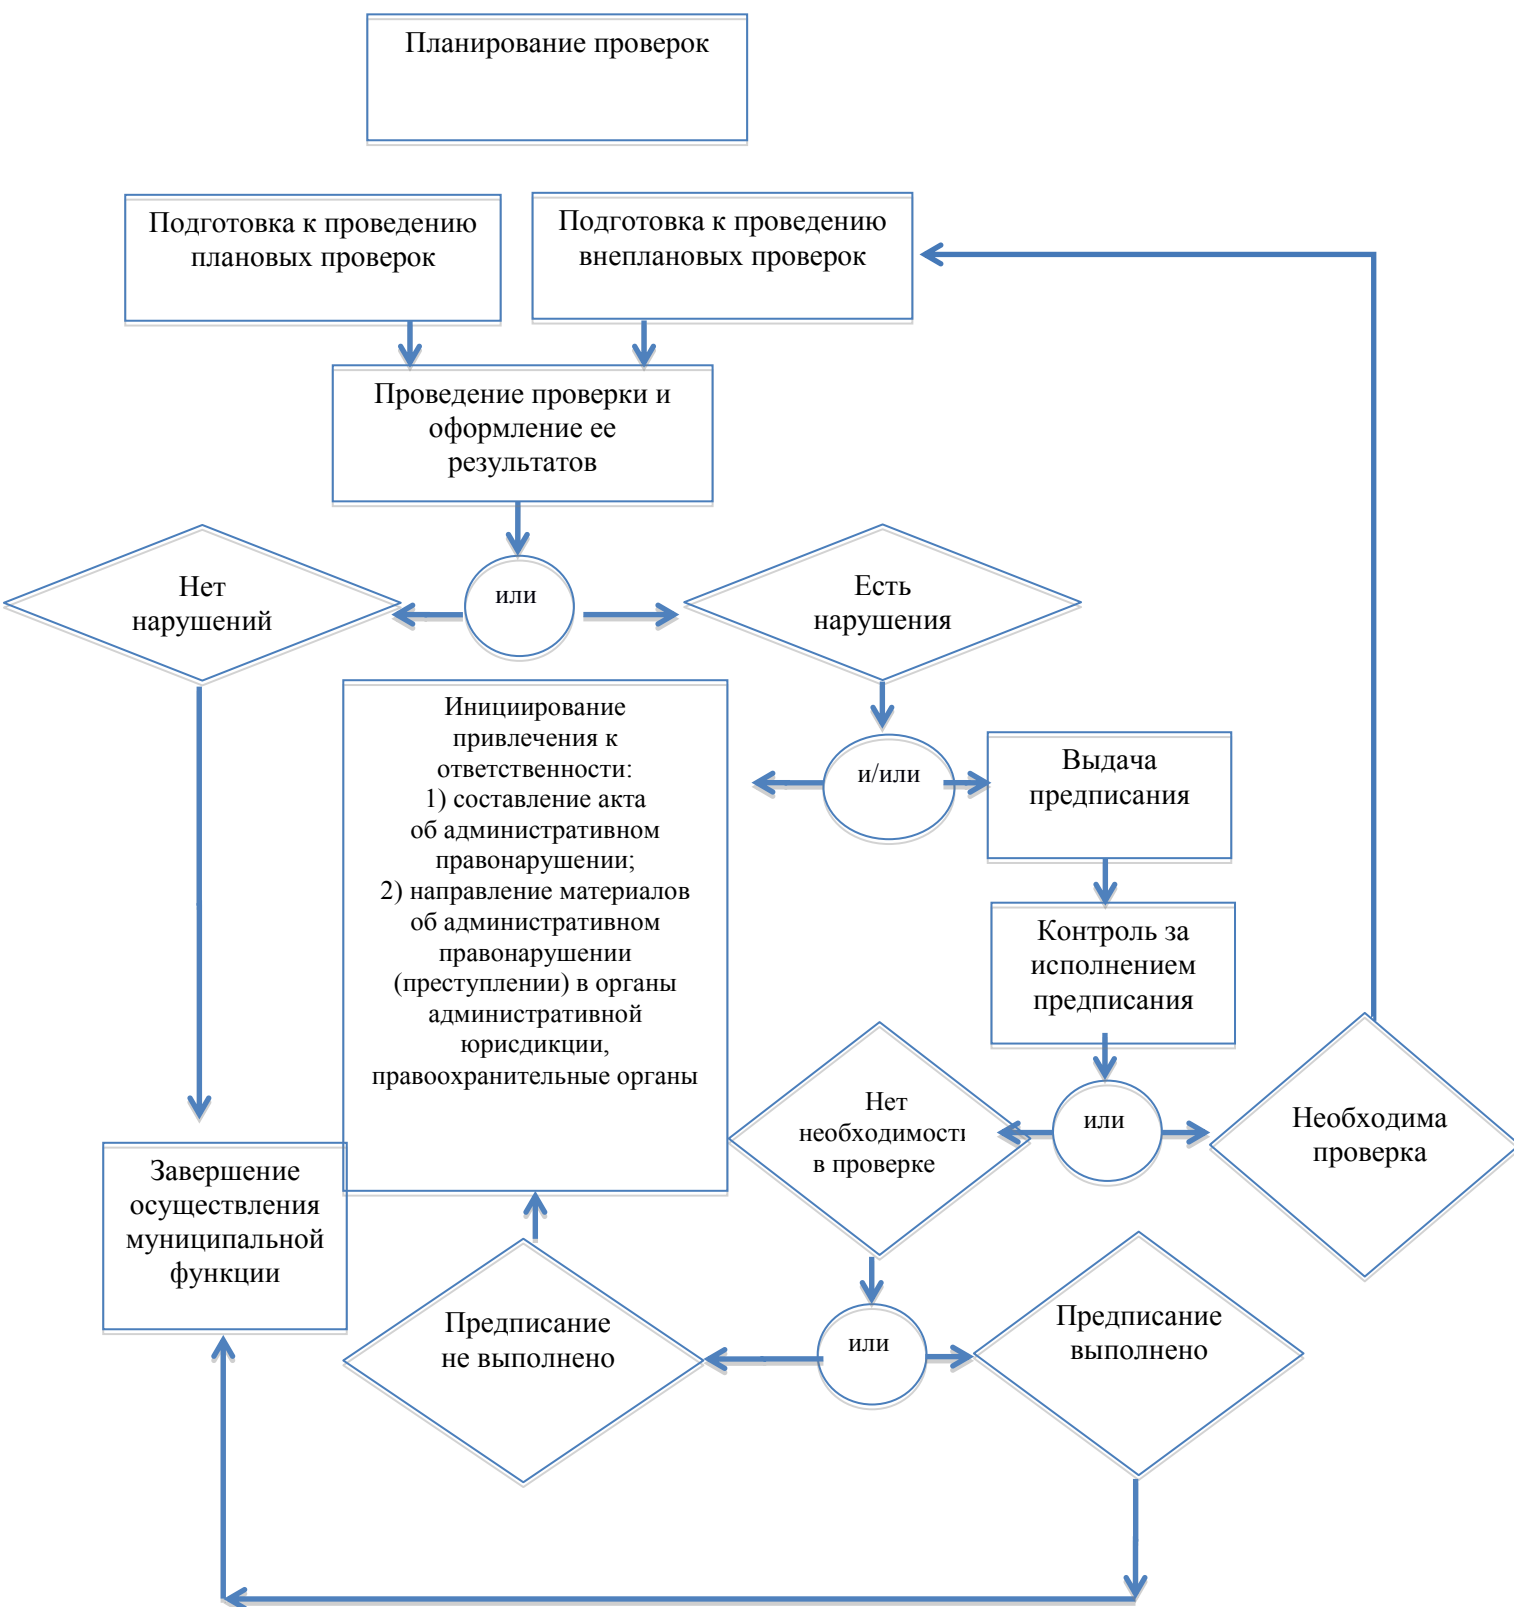 Планирование проверок
Подготовка к проведению
плановых проверок
Подготовка к проведению
внеплановых проверок
Проведение проверки и
оформление ее
результатов
Нет
нарушений
или
Есть
нарушения
Инициирование
привлечения к
ответственности:
1) составление акта
об административном
правонарушении;
2) направление материалов
об административном
правонарушении
(преступлении) в органы
административной
юрисдикции,
правоохранительные органы
и/или
Выдача
предписания
Контроль за
исполнением
предписания
Нет
необходимости
в проверке
или
Необходима
проверка
Завершение
осуществления
муниципальной
функции
Предписание
не выполнено
или
Предписание
выполнено